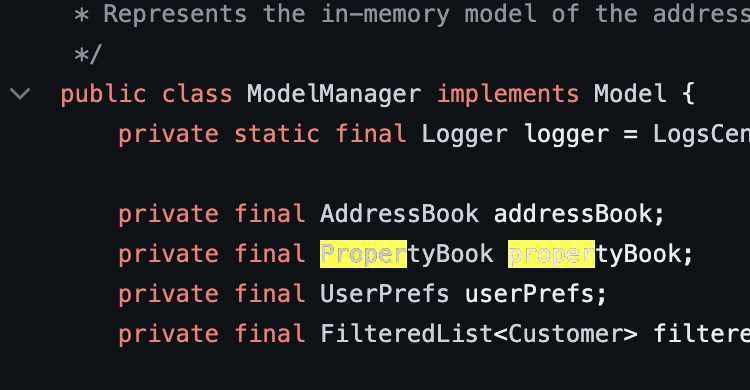 * Represents the in-memory model of the address
*/
public class ModelManager implements Model {
private static final Logger logger = LogsCen
private final AddressBook addressBook;
private final PropertyBook propertyBook;
private final UserPrefs userPrefs;
private final FilteredList<Customer> filtere